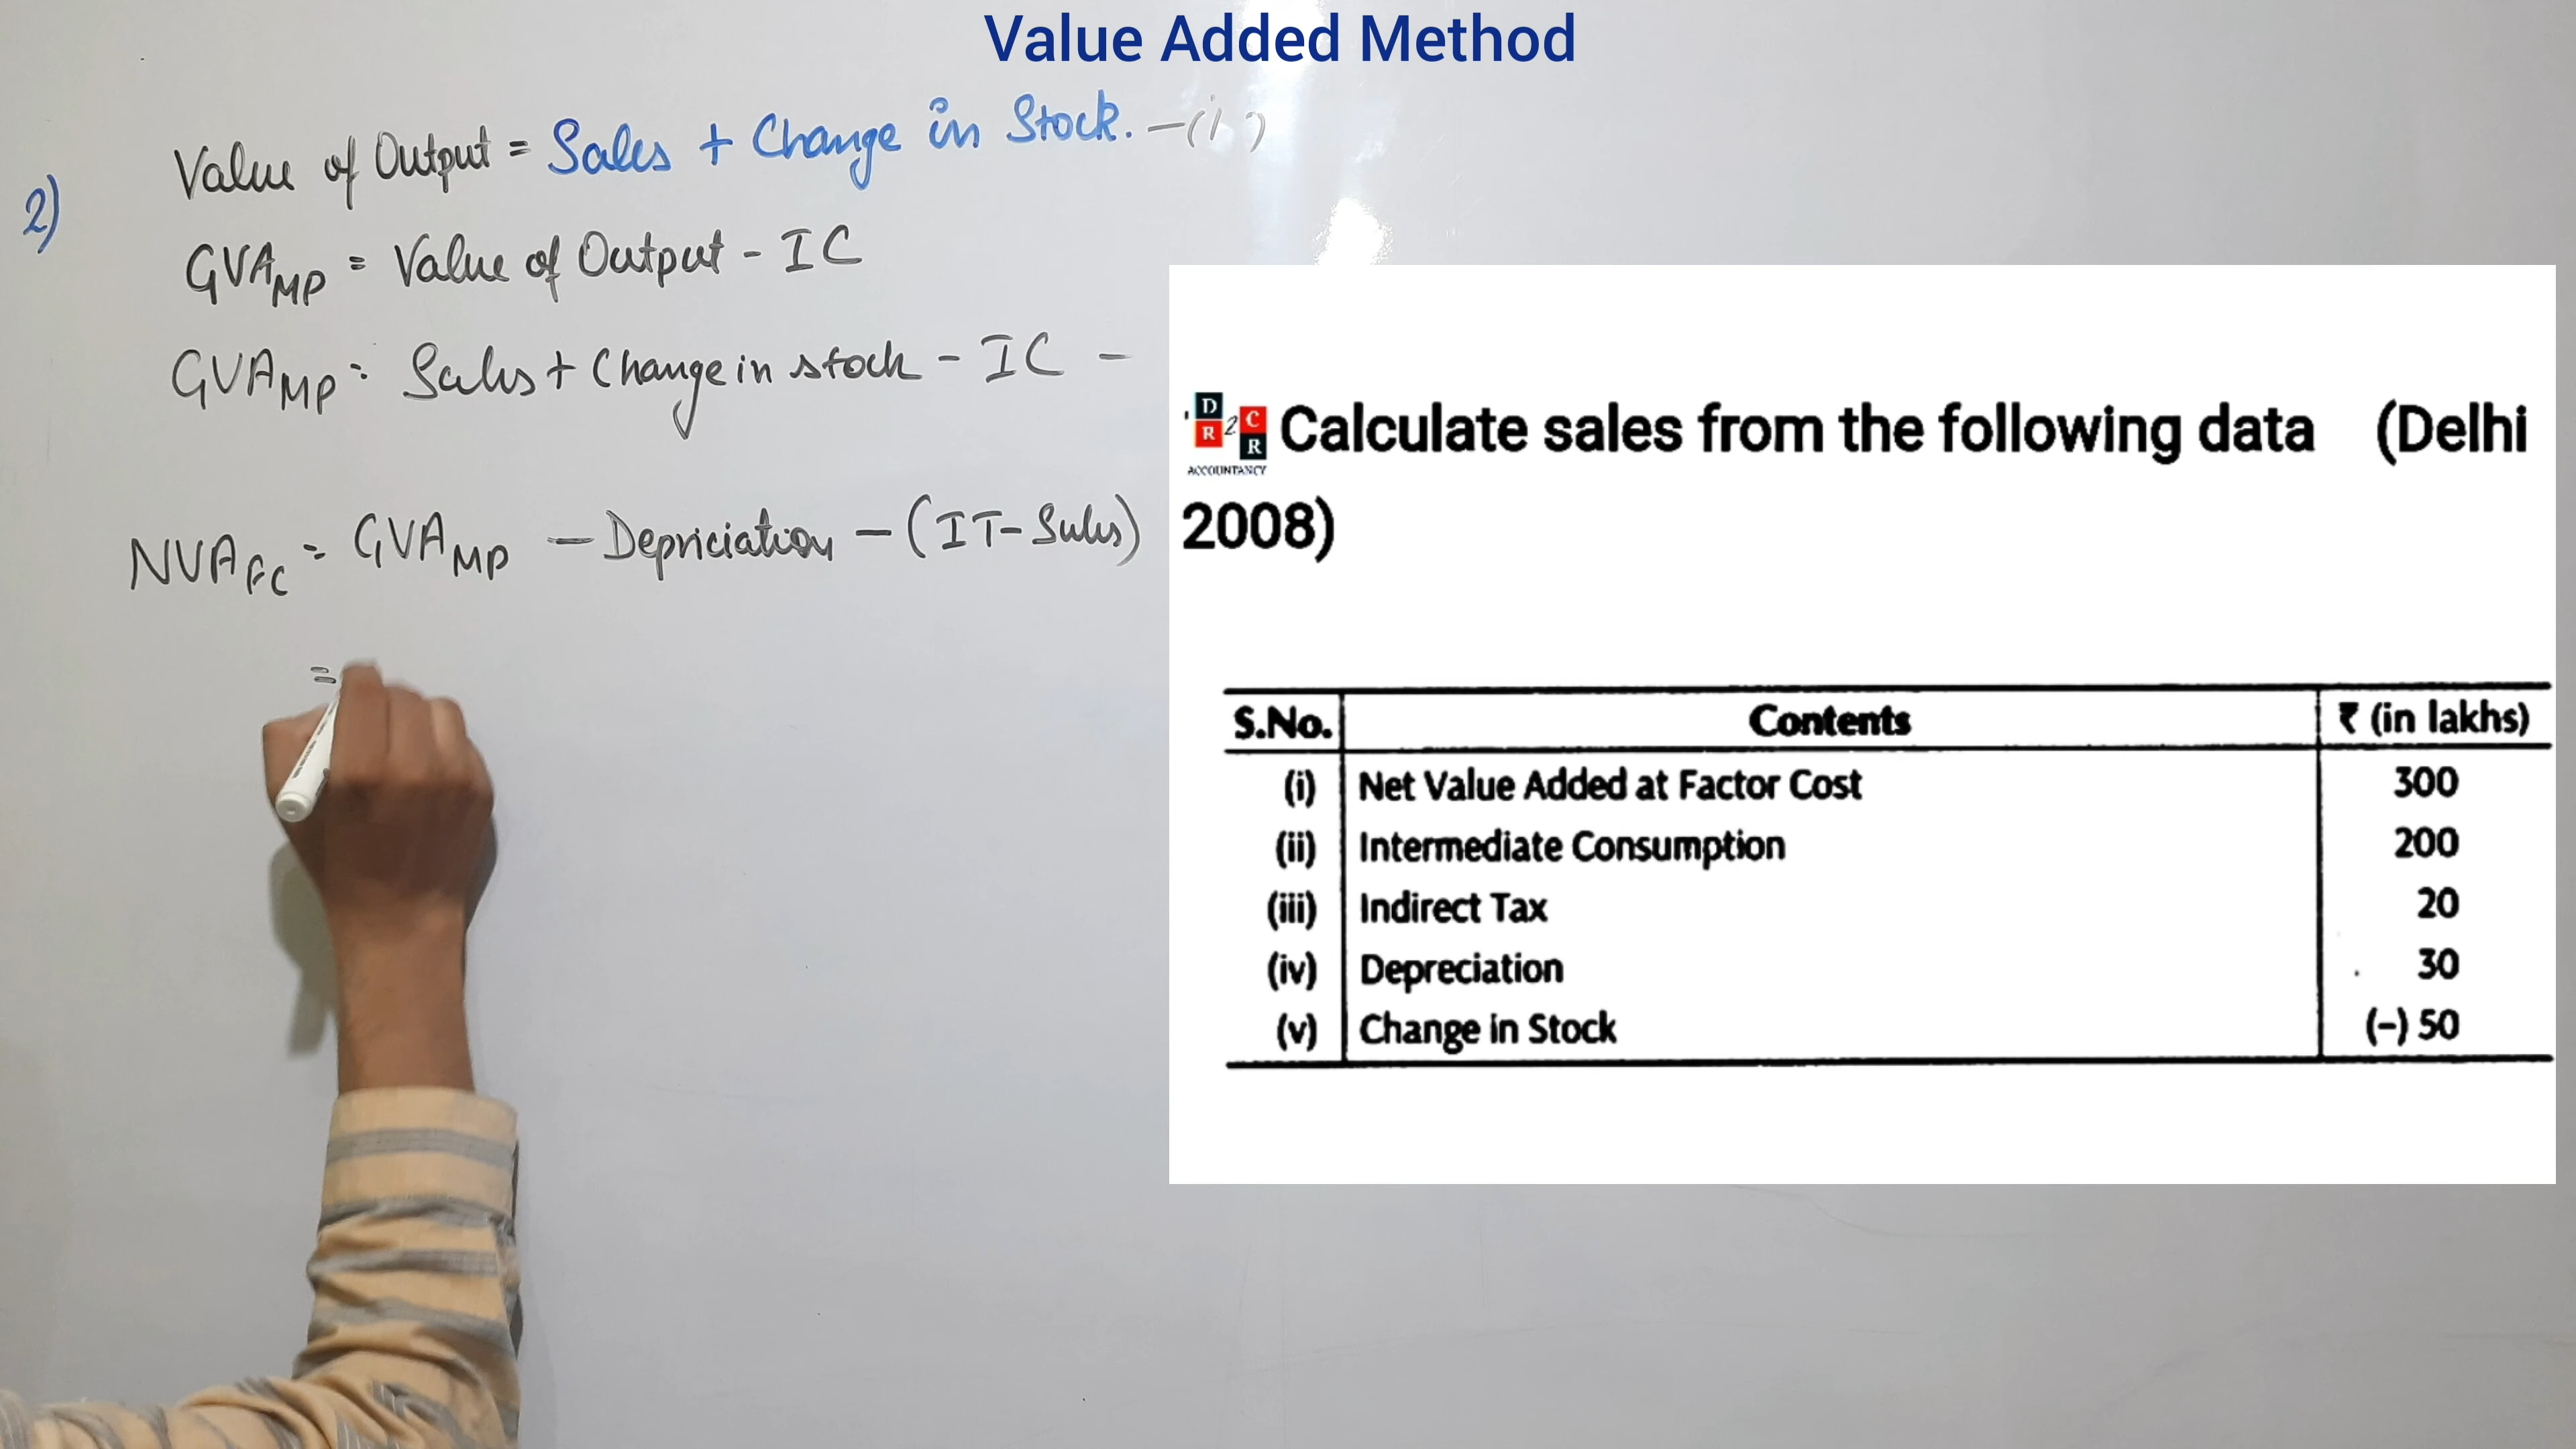 Value Added Method
Value of Output = Sales + Change in Stock. -(i)
2)
GVAMP = Value of Output - IC
GVAMP = Sales + Change in stock - IC -
NVAFC = GVAMP - Depriciation - (IT-Subs)
=
D
R 2 C
R
ACCOUNTANCY
Calculate sales from the following data (Delhi
2008)
S.No. Contents ₹ (in lakhs)
(i) Net Value Added at Factor Cost 300
(ii) Intermediate Consumption 200
(iii) Indirect Tax 20
(iv) Depreciation 30
(v) Change in Stock (-) 50